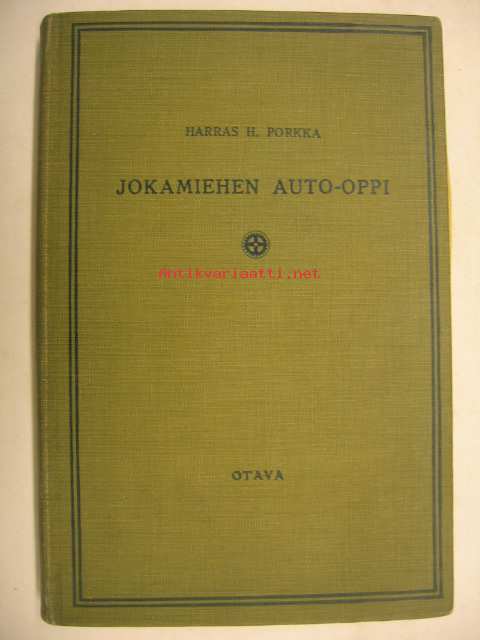 HARRAS H. PORKKA
JOKAMIEHEN AUTO-OPPI
Antikvariaatti.net
OTAVA